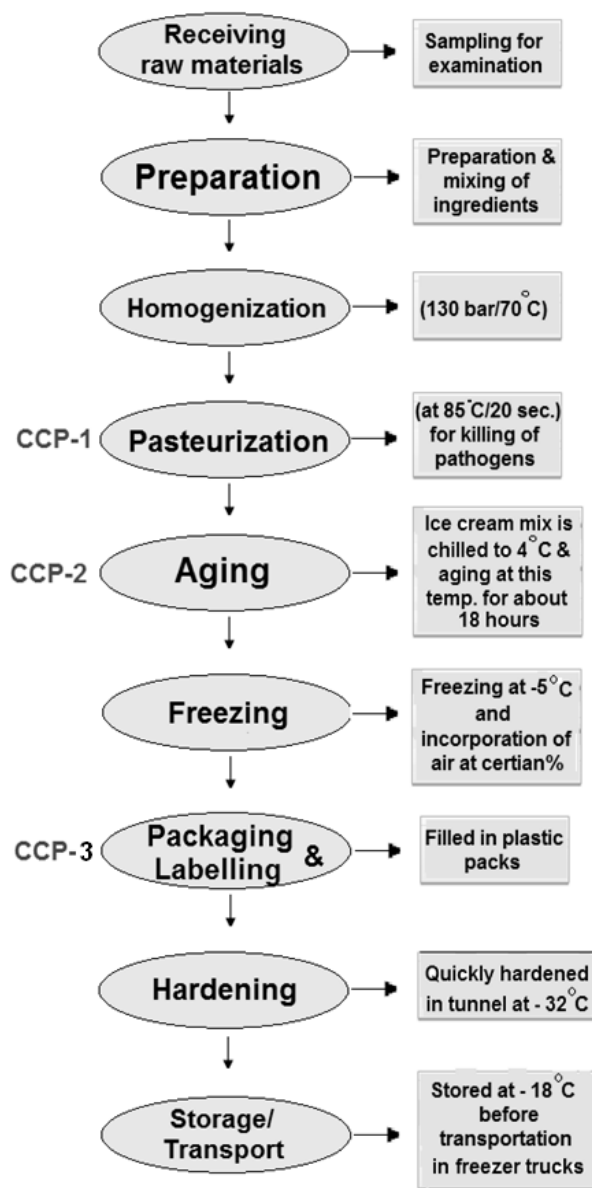 Receiving
raw materials
Sampling for
examination
Preparation
Preparation &
mixing of
ingredients
Homogenization
(130 bar/70°C)
CCP-1
Pasteurization
(at 85°C/20 sec.)
for killing of
pathogens
CCP-2
Aging
Ice cream mix is
chilled to 4°C &
aging at this
temp. for about
18 hours
Freezing
Freezing at -5°C
and
incorporation of
air at certian%
CCP-3
Packaging
Labelling &
Filled in plastic
packs
Hardening
Quickly hardened
in tunnel at - 32°C
Storage/
Transport
Stored at - 18°C
before
transportation
in freezer trucks